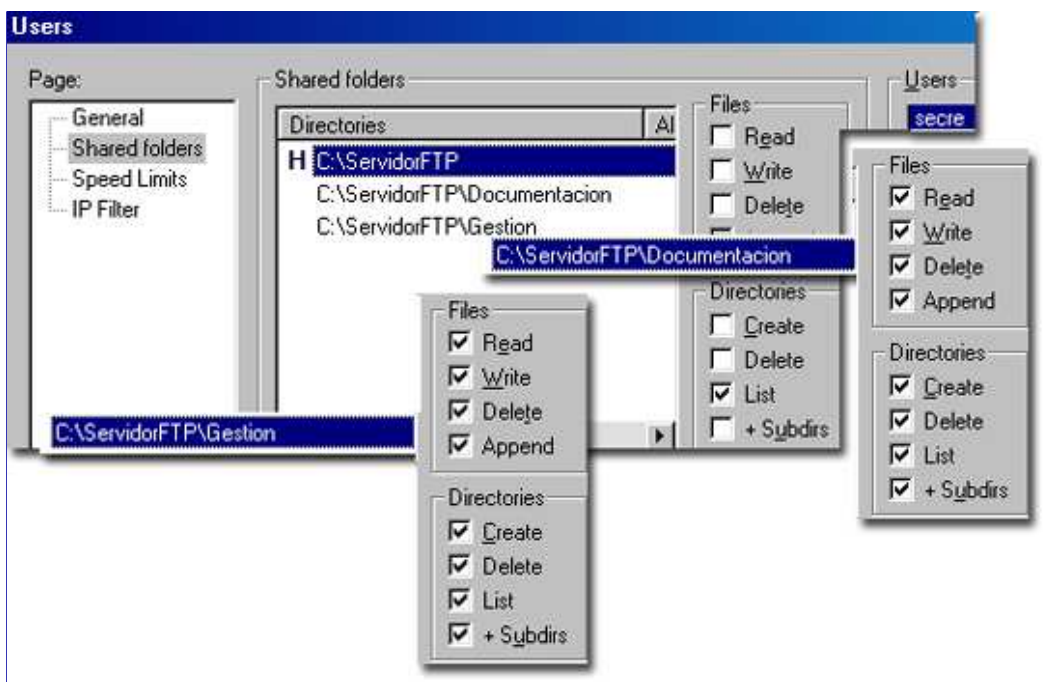 Users
Page:
General
Shared folders
Speed Limits
IP Filter
Shared folders
Directories
Al
H C:\ServidorFTP
C:\ServidorFTP\Documentacion
C:\ServidorFTP\Gestion
Files
Read
Write
Delete
Directories
Create
Delete
List
+ Subdirs
Users
secre
C:\ServidorFTP\Documentacion
Files
Read
Write
Delete
Append
Directories
Create
Delete
List
+ Subdirs
C:\ServidorFTP\Gestion
Files
Read
Write
Delete
Append
Directories
Create
Delete
List
+ Subdirs